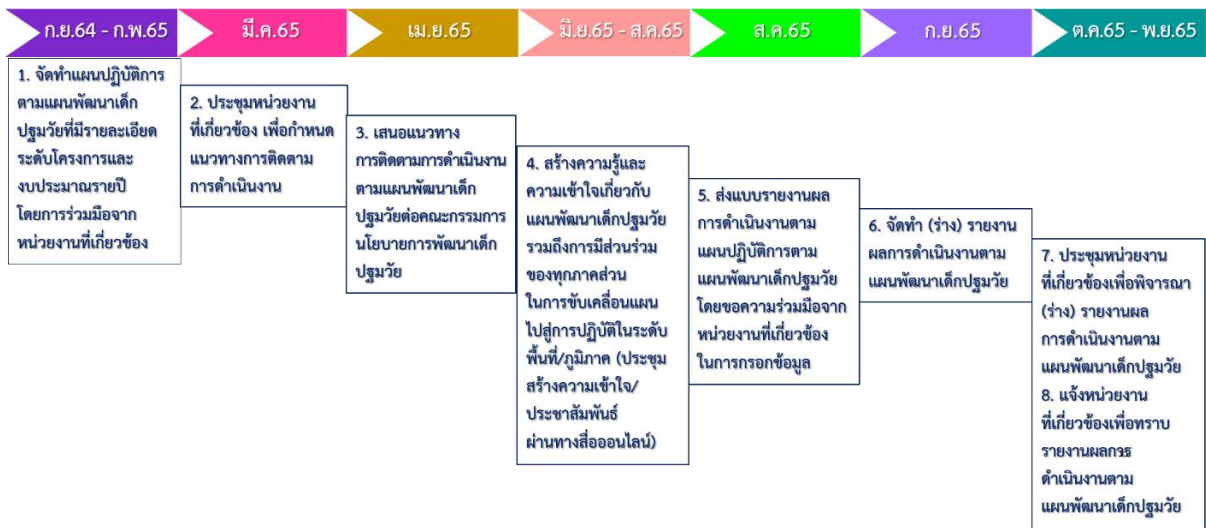 ก.ย.64 - ก.พ.65
มี.ค.65
เม.ย.65
มิ.ย.65 - ส.ค.65
ส.ค.65
ก.ย.65
ต.ค.65 - พ.ย.65
1. จัดทำแผนปฏิบัติการ
ตามแผนพัฒนาเด็ก
ปฐมวัยที่มีรายละเอียด
ระดับโครงการและ
งบประมาณรายปี
โดยการร่วมมือจาก
หน่วยงานที่เกี่ยวข้อง
2. ประชุมหน่วยงาน
ที่เกี่ยวข้อง เพื่อกำหนด
แนวทางการติดตาม
การดำเนินงาน
3. เสนอแนวทาง
การติดตามการดำเนินงาน
ตามแผนพัฒนาเด็ก
ปฐมวัยต่อคณะกรรมการ
นโยบายการพัฒนาเด็ก
ปฐมวัย
4. สร้างความรู้และ
ความเข้าใจเกี่ยวกับ
แผนพัฒนาเด็กปฐมวัย
รวมถึงการมีส่วนร่วม
ของทุกภาคส่วน
ในการขับเคลื่อนแผน
ไปสู่การปฏิบัติในระดับ
พื้นที่/ภูมิภาค (ประชุม
สร้างความเข้าใจ/
ประชาสัมพันธ์
ผ่านทางสื่อออนไลน์)
5. ส่งแบบรายงานผล
การดำเนินงานตาม
แผนปฏิบัติการตาม
แผนพัฒนาเด็กปฐมวัย
โดยขอความร่วมมือจาก
หน่วยงานที่เกี่ยวข้อง
ในการกรอกข้อมูล
6. จัดทำ (ร่าง) รายงาน
ผลการดำเนินงานตาม
แผนพัฒนาเด็กปฐมวัย
7. ประชุมหน่วยงาน
ที่เกี่ยวข้องเพื่อพิจารณา
(ร่าง) รายงานผล
การดำเนินงานตาม
แผนพัฒนาเด็กปฐมวัย
8. แจ้งหน่วยงาน
ที่เกี่ยวข้องเพื่อทราบ
รายงานผลการ
ดำเนินงานตาม
แผนพัฒนาเด็กปฐมวัย